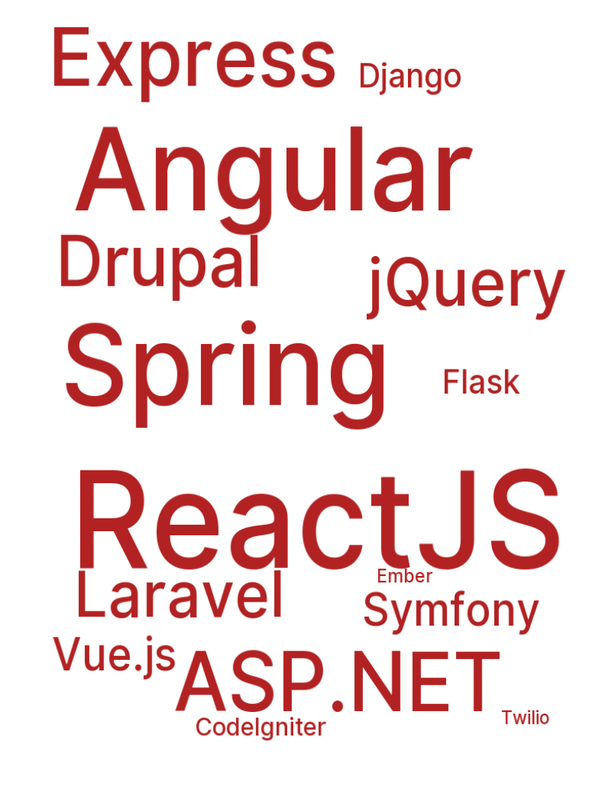 Express
Django
Angular
Drupal
jQuery
Spring
Flask
ReactJS
Ember
Laravel
Symfony
Vue.js
ASP.NET
Twilio
CodeIgniter